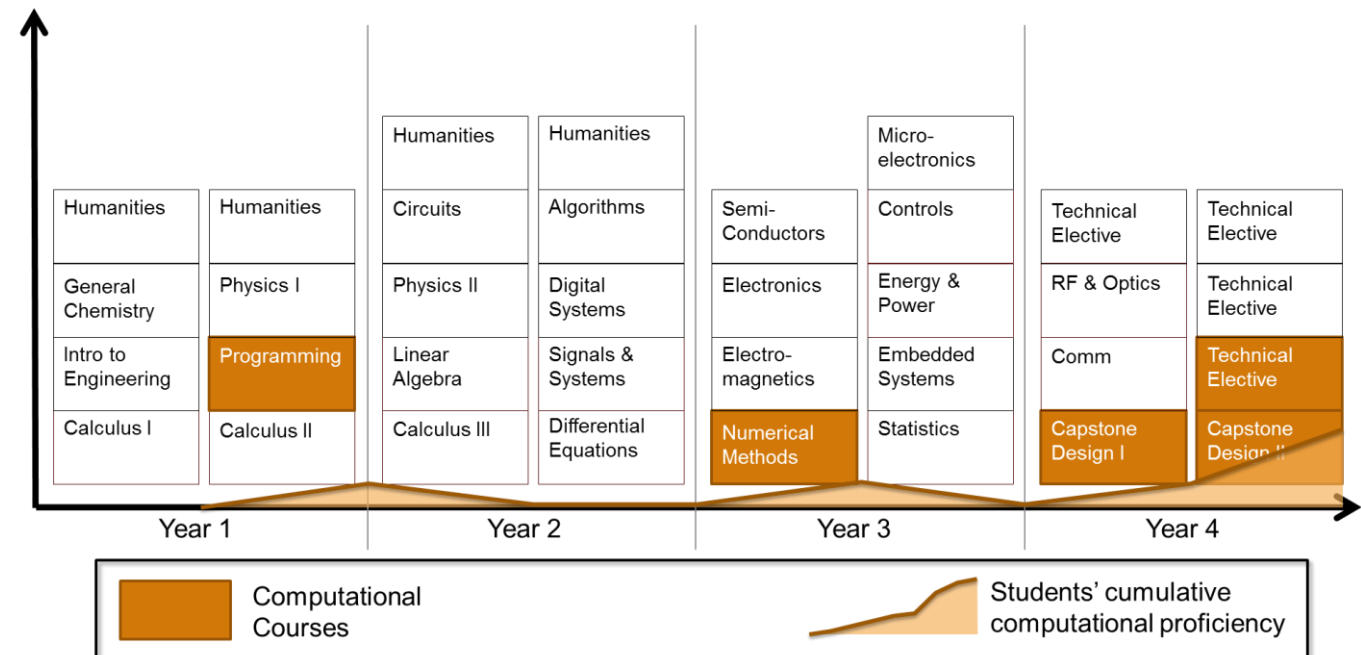 Humanities
General
Chemistry
Intro to
Engineering
Calculus I
Humanities
Physics I
Programming
Calculus II
Humanities
Circuits
Physics II
Linear
Algebra
Calculus III
Humanities
Algorithms
Digital
Systems
Signals &
Systems
Differential
Equations
Semi-
Conductors
Electronics
Electro-
magnetics
Numerical
Methods
Micro-
electronics
Controls
Energy &
Power
Embedded
Systems
Statistics
Technical
Elective
RF & Optics
Comm
Capstone
Design I
Technical
Elective
Technical
Elective
Technical
Elective
Capstone
Design II
Year 1
Year 2
Year 3
Year 4
Computational
Courses
Students' cumulative
computational proficiency